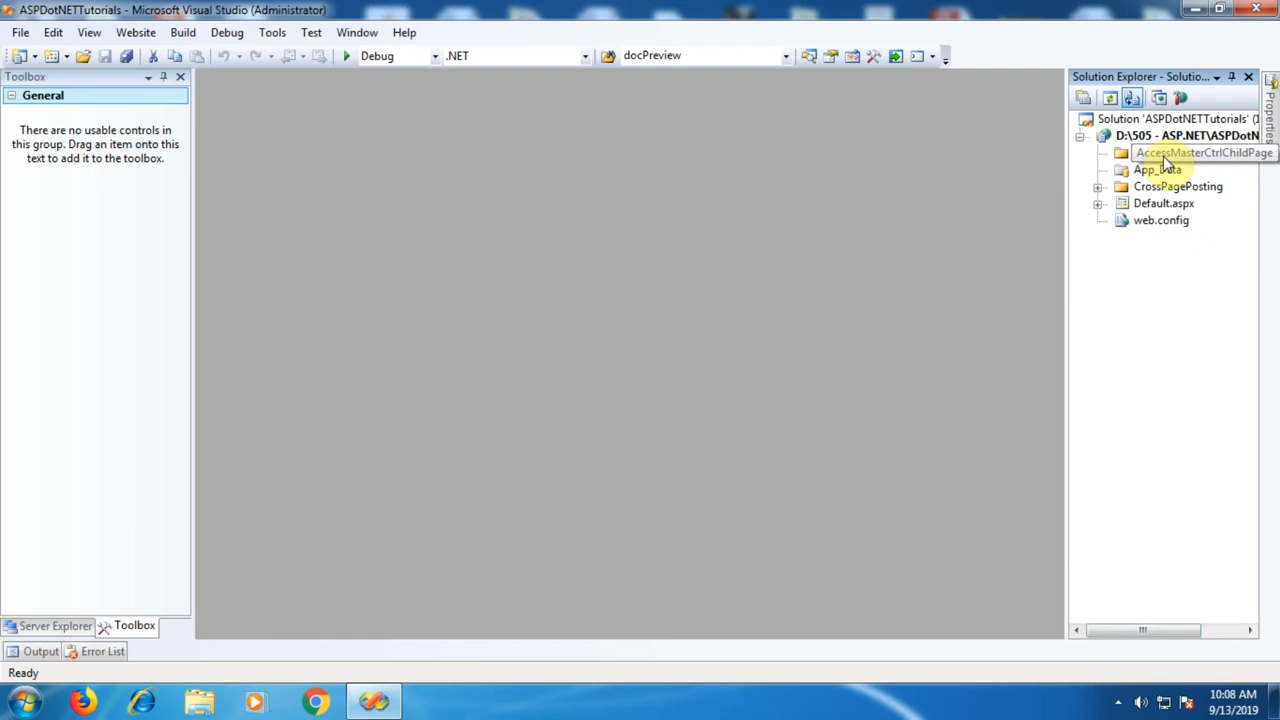 ASPDotNETTutorials - Microsoft Visual Studio (Administrator)
File Edit View Website Build Debug Tools Test Window Help
Debug .NET docPreview
Toolbox
General
There are no usable controls in
this group. Drag an item onto this
text to add it to the toolbox.
Server Explorer Toolbox
Output Error List
Ready
Solution Explorer - Solutio...
Solution 'ASPDotNETTutorials' (
D:\505 - ASP.NET\ASPDotN
AccessMasterCtrlChildPage
App_Data
CrossPagePosting
Default.aspx
web.config
Properties
10:08 AM
9/13/2019